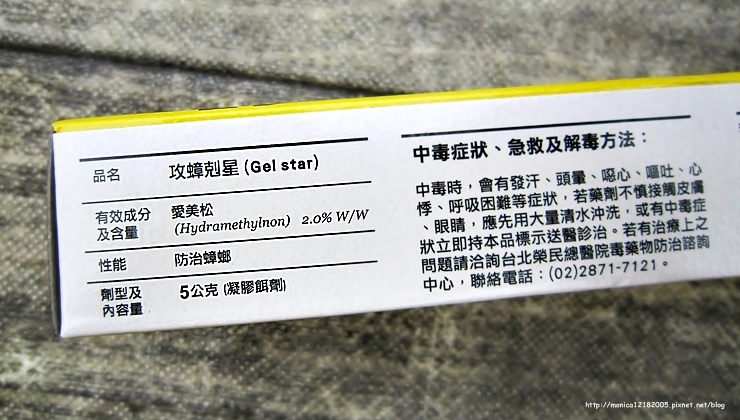 品名 攻蟑剋星 (Gel star)
有效成分及含量 愛美松
(Hydramethylnon) 2.0% W/W
性能 防治蟑螂
劑型及內容量 5公克 (凝膠餌劑)
中毒症狀、急救及解毒方法：
中毒時，會有發汗、頭暈、噁心、嘔吐、心
悸、呼吸困難等症狀，若藥劑不慎接觸皮膚
、眼睛，應先用大量清水沖洗，或有中毒症
狀立即持本品標示送醫診治。若有治療上之
問題請洽詢台北榮民總醫院毒藥物防治諮詢
中心，聯絡電話：(02)2871-7121。
http://monica12182005.pixnet.net/blog